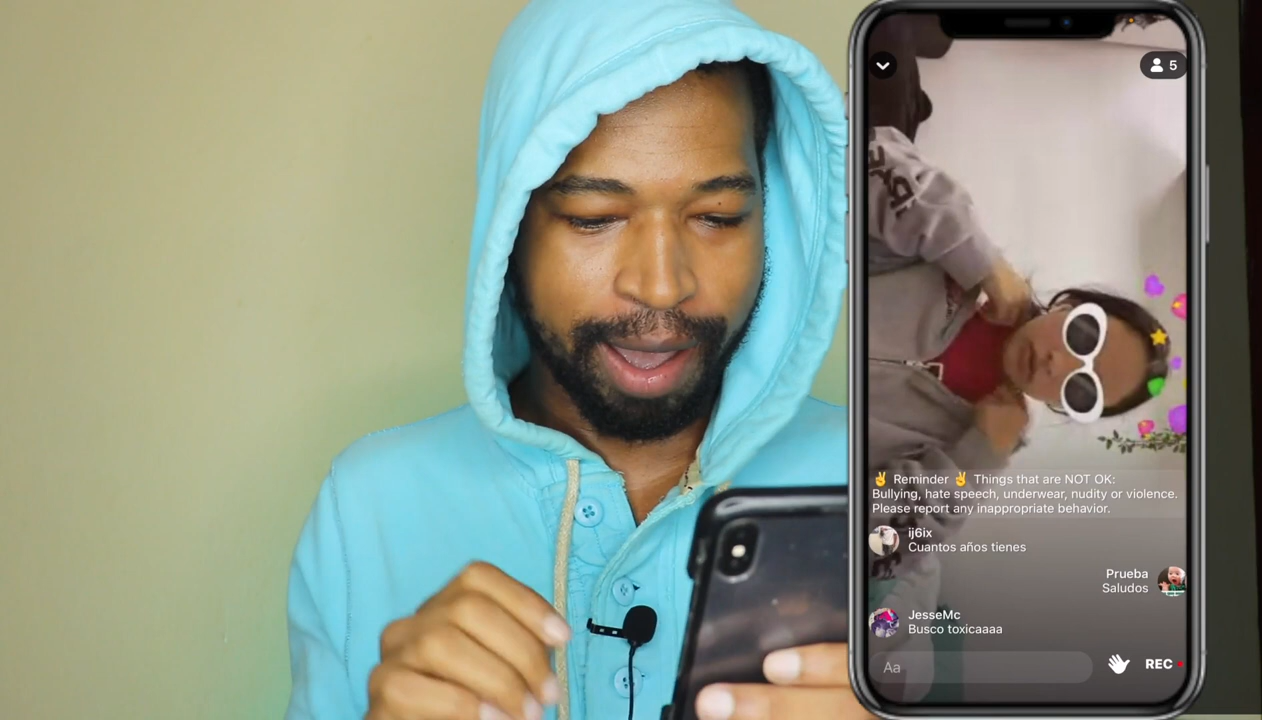 5
✌️ Reminder ✌️ Things that are NOT OK:
Bullying, hate speech, underwear, nudity or violence.
Please report any inappropriate behavior.
ij6ix
Cuantos años tienes
Prueba
Saludos
JesseMc
Busco toxicaaaa
Aa
REC